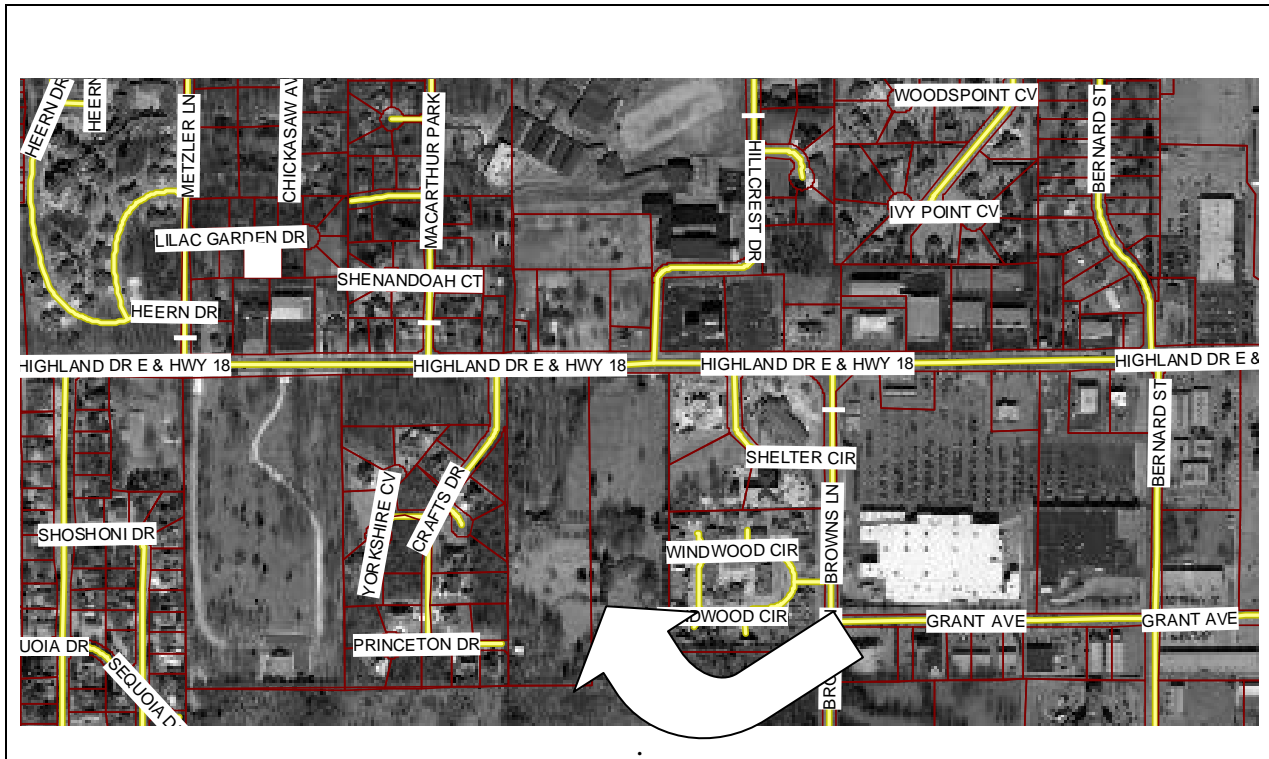 HEERN DR
HEERN
METZLER LN
CHICKASAW AV
MACARTHUR PARK
HILLCREST DR
WOODSPOINT CV
BERNARD ST
IVY POINT CV
LILAC GARDEN DR
SHENANDOAH CT
HEERN DR
HIGHLAND DR E & HWY 18
HIGHLAND DR E & HWY 18
HIGHLAND DR E & HWY 18
HIGHLAND DR E &
SHELTER CIR
BERNARD ST
YORKSHIRE CV
CRAFTS DR
SHOSHONI DR
WINDWOOD CIR
BROWNS LN
DWOOD CIR
GRANT AVE
GRANT AVE
UOIA DR
SEQUOIA D
PRINCETON DR
BRO
.